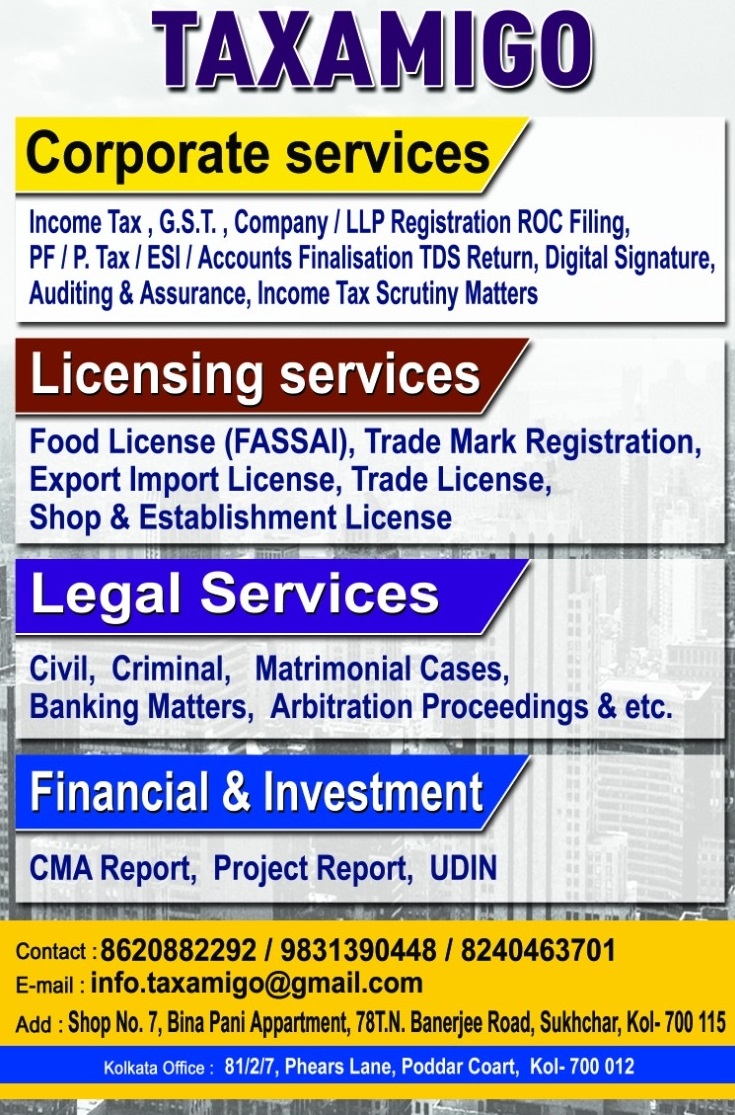 TAXAMIGO
Corporate services
Income Tax , G.S.T. , Company / LLP Registration ROC Filing,
PF / P. Tax / ESI / Accounts Finalisation TDS Return, Digital Signature,
Auditing & Assurance, Income Tax Scrutiny Matters
Licensing services
Food License (FASSAI), Trade Mark Registration,
Export Import License, Trade License,
Shop & Establishment License
Legal Services
Civil, Criminal, Matrimonial Cases,
Banking Matters, Arbitration Proceedings & etc.
Financial & Investment
CMA Report, Project Report, UDIN
Contact : 8620882292 / 9831390448 / 8240463701
E-mail : info.taxamigo@gmail.com
Add : Shop No. 7, Bina Pani Appartment, 78T.N. Banerjee Road, Sukhchar, Kol- 700 115
Kolkata Office : 81/2/7, Phears Lane, Poddar Coart, Kol- 700 012